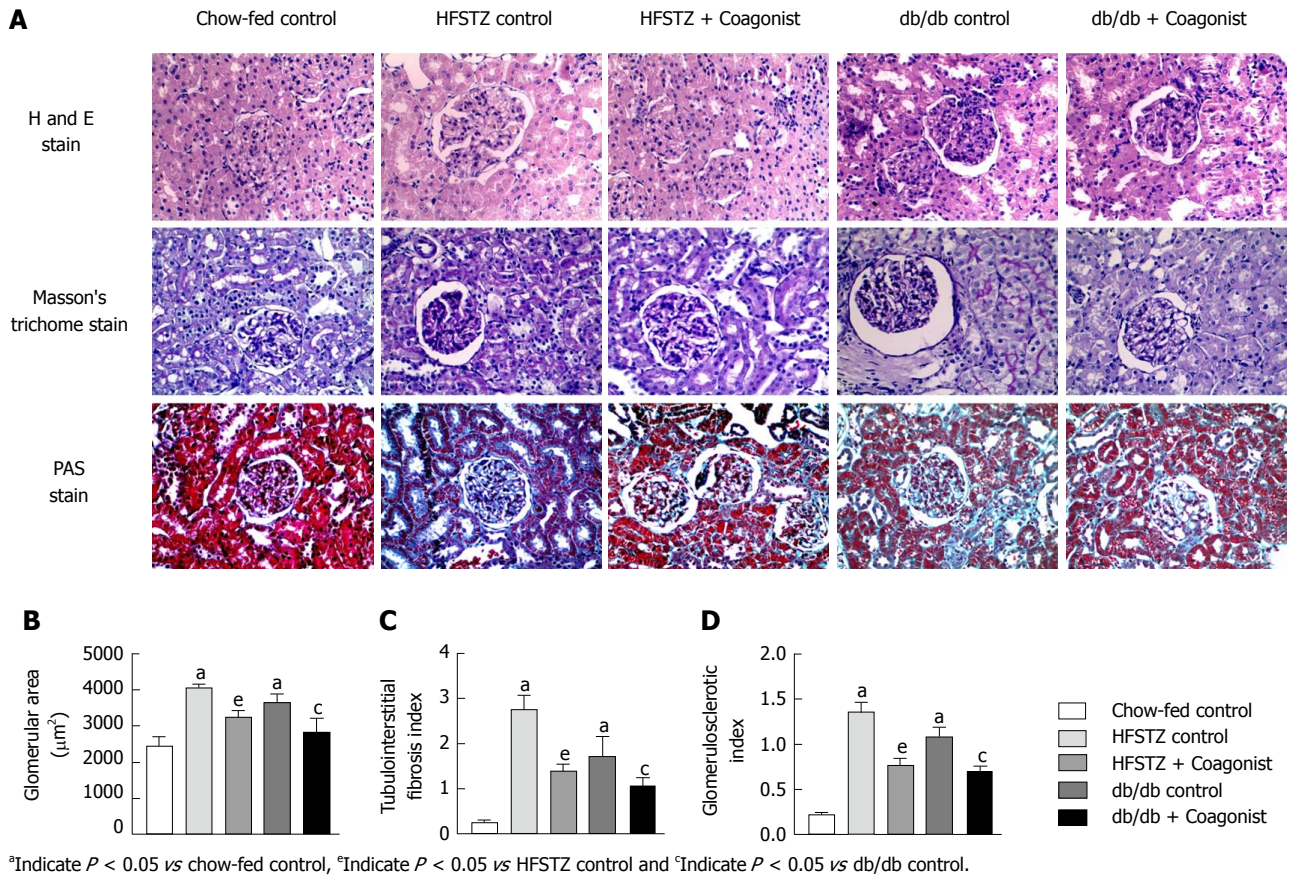 A
Chow-fed control
HFSTZ control
HFSTZ + Coagonist
db/db control
db/db + Coagonist
H and E
stain
Masson's
trichome stain
PAS
stain
B
Glomerular area
(μm²)
5000
4000
3000
2000
1000
0
a
e
a
c
C
Tubulointerstitial
fibrosis index
4
3
2
1
0
a
e
a
c
D
Glomerulosclerotic
index
2.0
1.5
1.0
0.5
0.0
a
e
a
c
Chow-fed control
HFSTZ control
HFSTZ + Coagonist
db/db control
db/db + Coagonist
ᵃIndicate P < 0.05 vs chow-fed control, ᵉIndicate P < 0.05 vs HFSTZ control and ᶜIndicate P < 0.05 vs db/db control.